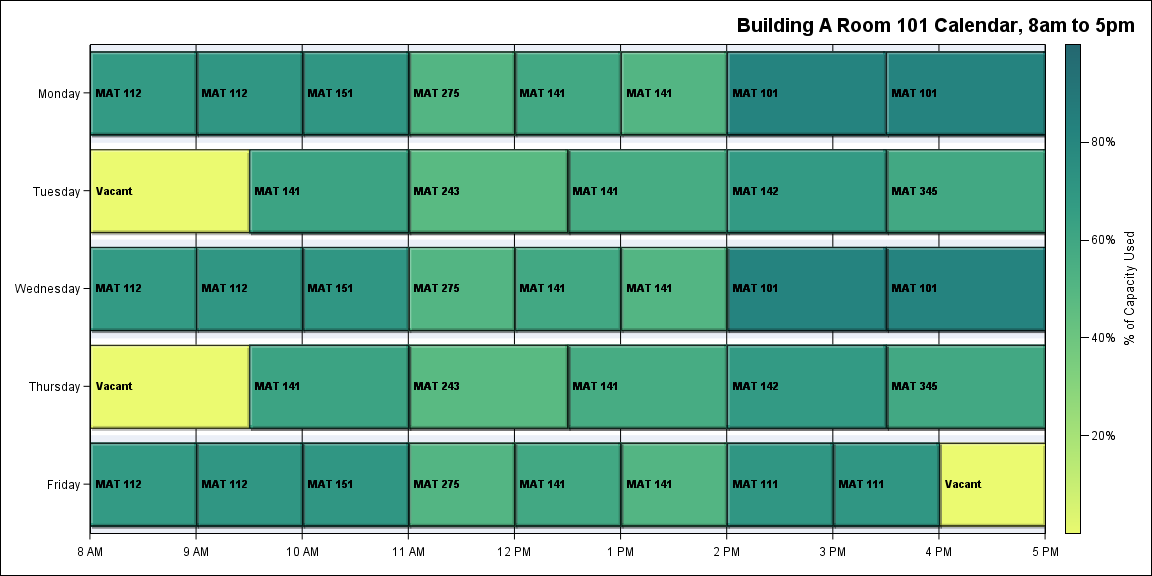 Building A Room 101 Calendar, 8am to 5pm
Monday
MAT 112
MAT 112
MAT 151
MAT 275
MAT 141
MAT 141
MAT 101
MAT 101
Tuesday
Vacant
MAT 141
MAT 243
MAT 141
MAT 142
MAT 345
Wednesday
MAT 112
MAT 112
MAT 151
MAT 275
MAT 141
MAT 141
MAT 101
MAT 101
Thursday
Vacant
MAT 141
MAT 243
MAT 141
MAT 142
MAT 345
Friday
MAT 112
MAT 112
MAT 151
MAT 275
MAT 141
MAT 141
MAT 111
MAT 111
Vacant
8 AM
9 AM
10 AM
11 AM
12 PM
1 PM
2 PM
3 PM
4 PM
5 PM
80%
60%
40%
20%
% of Capacity Used